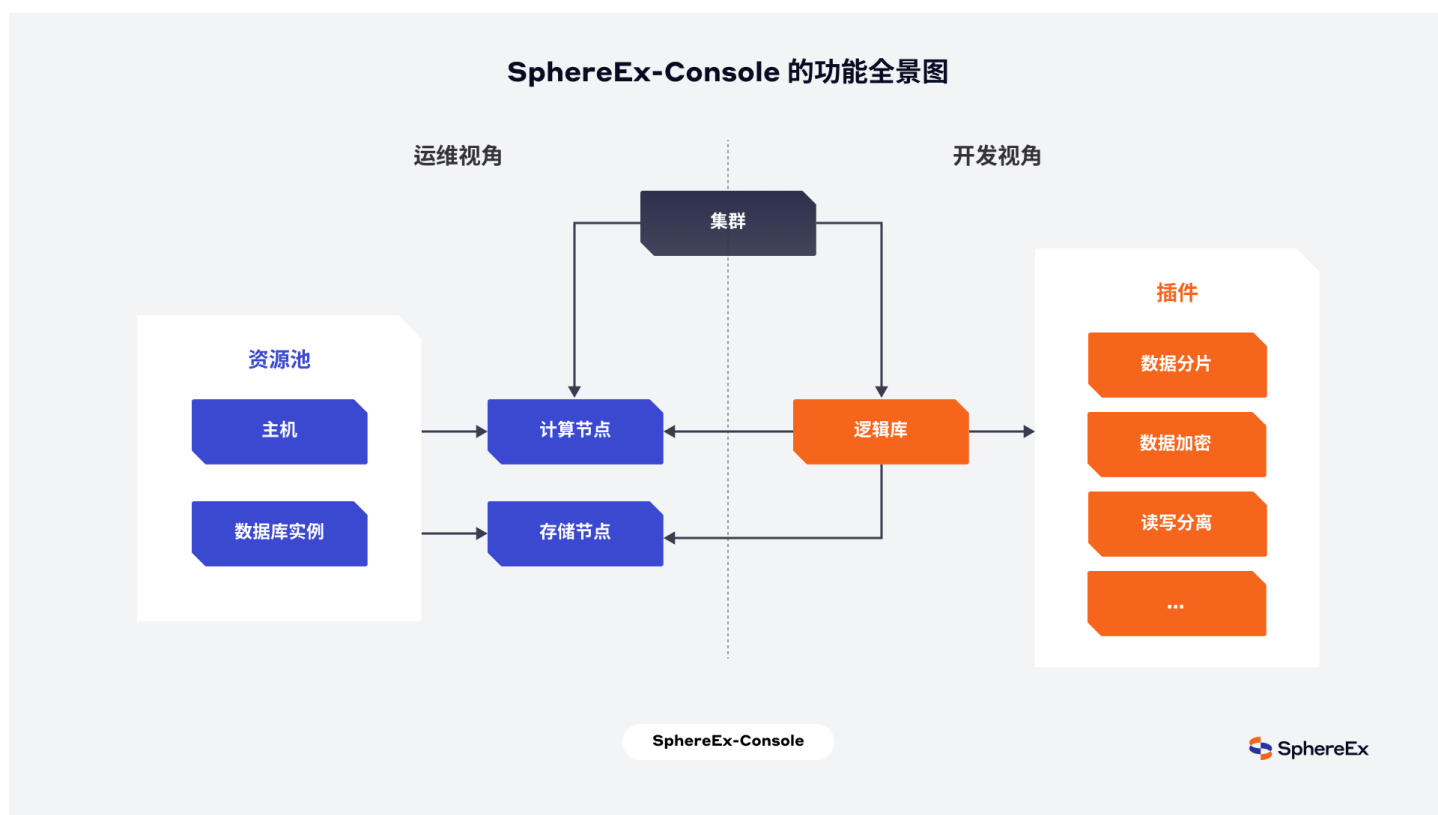 SphereEx-Console 的功能全景图
运维视角
开发视角
集群
插件
资源池
数据分片
主机
计算节点
逻辑库
数据加密
数据库实例
存储节点
读写分离
...
SphereEx-Console
SphereEx